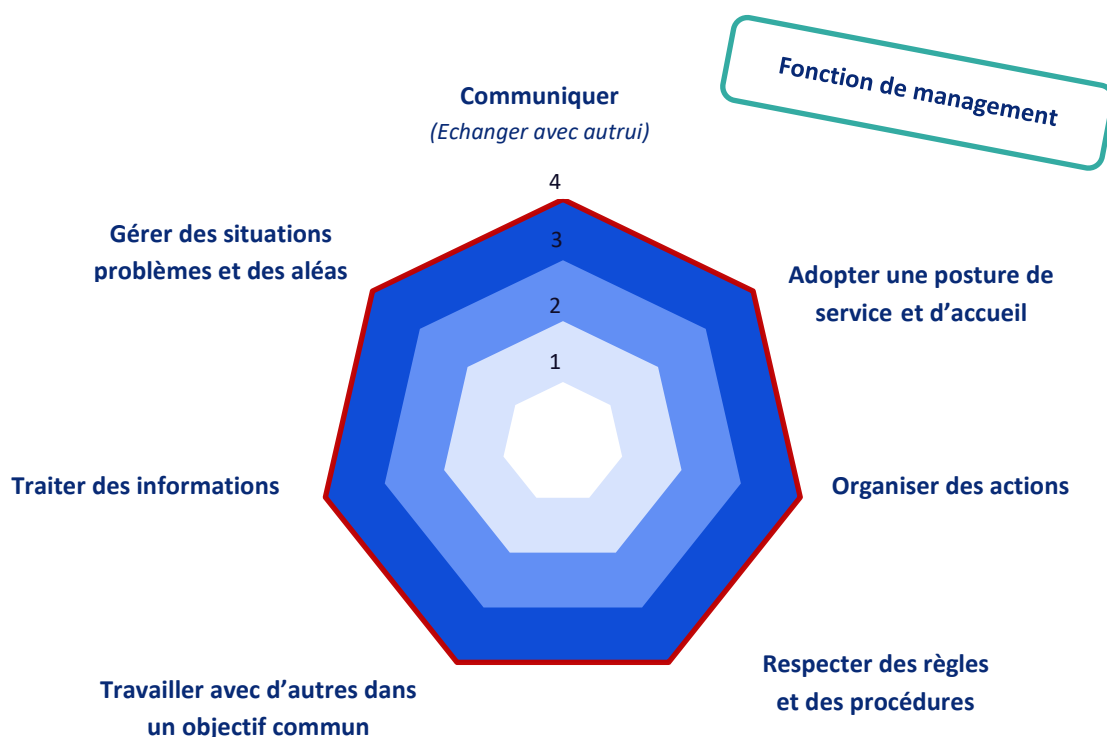 Fonction de management
Communiquer
(Echanger avec autrui)
4
3
2
1
Gérer des situations
problèmes et des aléas
Adopter une posture de
service et d’accueil
Traiter des informations
Organiser des actions
Travailler avec d’autres dans
un objectif commun
Respecter des règles
et des procédures